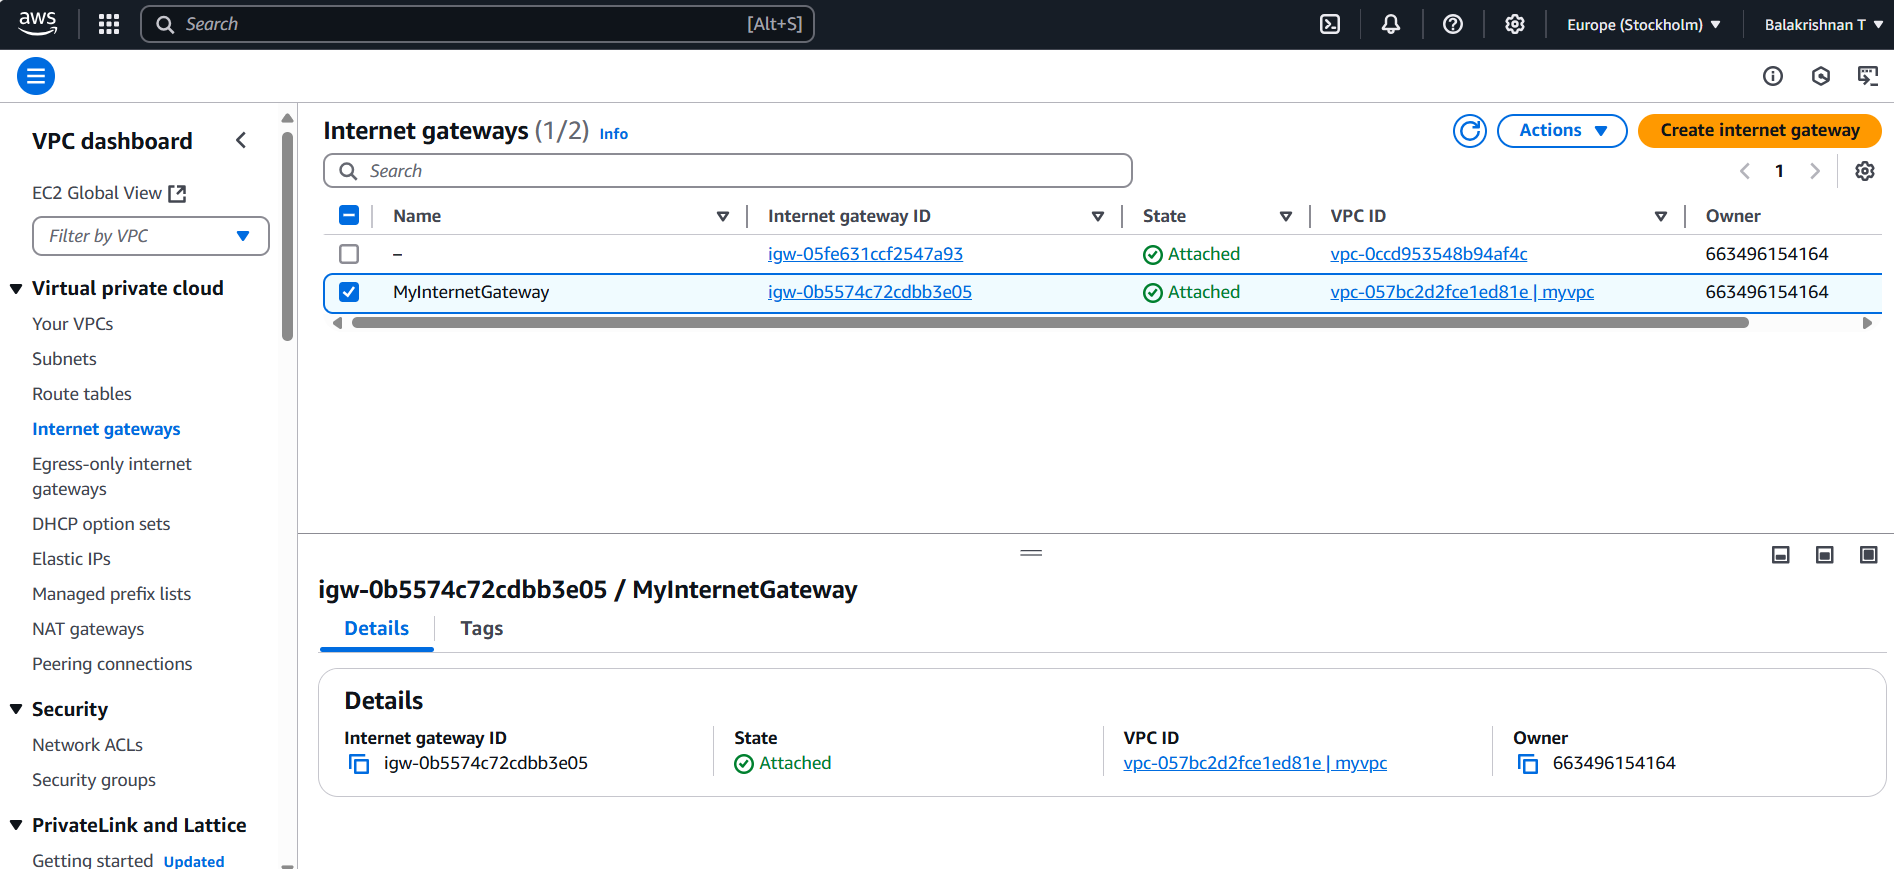 aws
Search [Alt+S]
Europe (Stockholm)
Balakrishnan T
VPC dashboard
EC2 Global View
Filter by VPC
Virtual private cloud
Your VPCs
Subnets
Route tables
Internet gateways
Egress-only internet
gateways
DHCP option sets
Elastic IPs
Managed prefix lists
NAT gateways
Peering connections
Security
Network ACLs
Security groups
PrivateLink and Lattice
Getting started Updated
Internet gateways (1/2) Info
Actions
Create internet gateway
Search
1
Name Internet gateway ID State VPC ID Owner
– igw-05fe631ccf2547a93 Attached vpc-0ccd953548b94af4c 663496154164
MyInternetGateway igw-0b5574c72cdbb3e05 Attached vpc-057bc2d2fce1ed81e | myvpc 663496154164
igw-0b5574c72cdbb3e05 / MyInternetGateway
Details Tags
Details
Internet gateway ID State VPC ID Owner
igw-0b5574c72cdbb3e05 Attached vpc-057bc2d2fce1ed81e | myvpc 663496154164